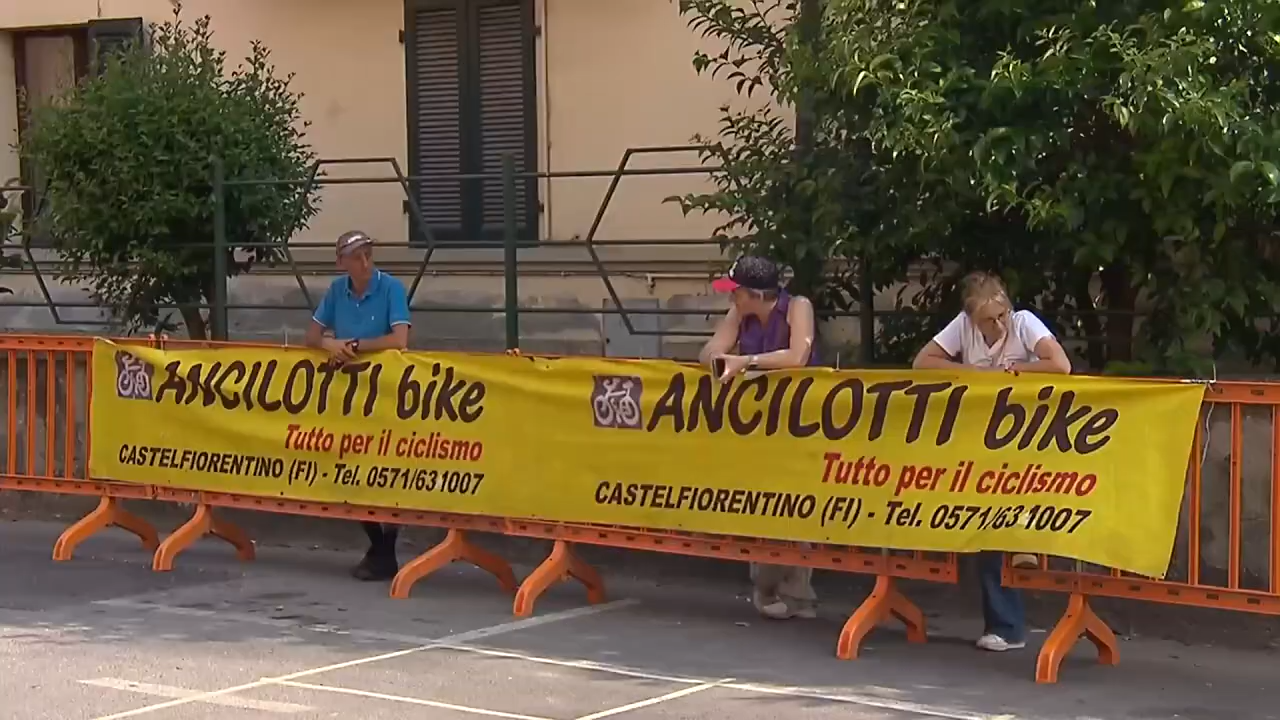 ANCILOTTI bike
Tutto per il ciclismo
CASTELFIORENTINO (FI) - Tel. 0571/631007
ANCILOTTI bike
Tutto per il ciclismo
CASTELFIORENTINO (FI) - Tel. 0571/631007